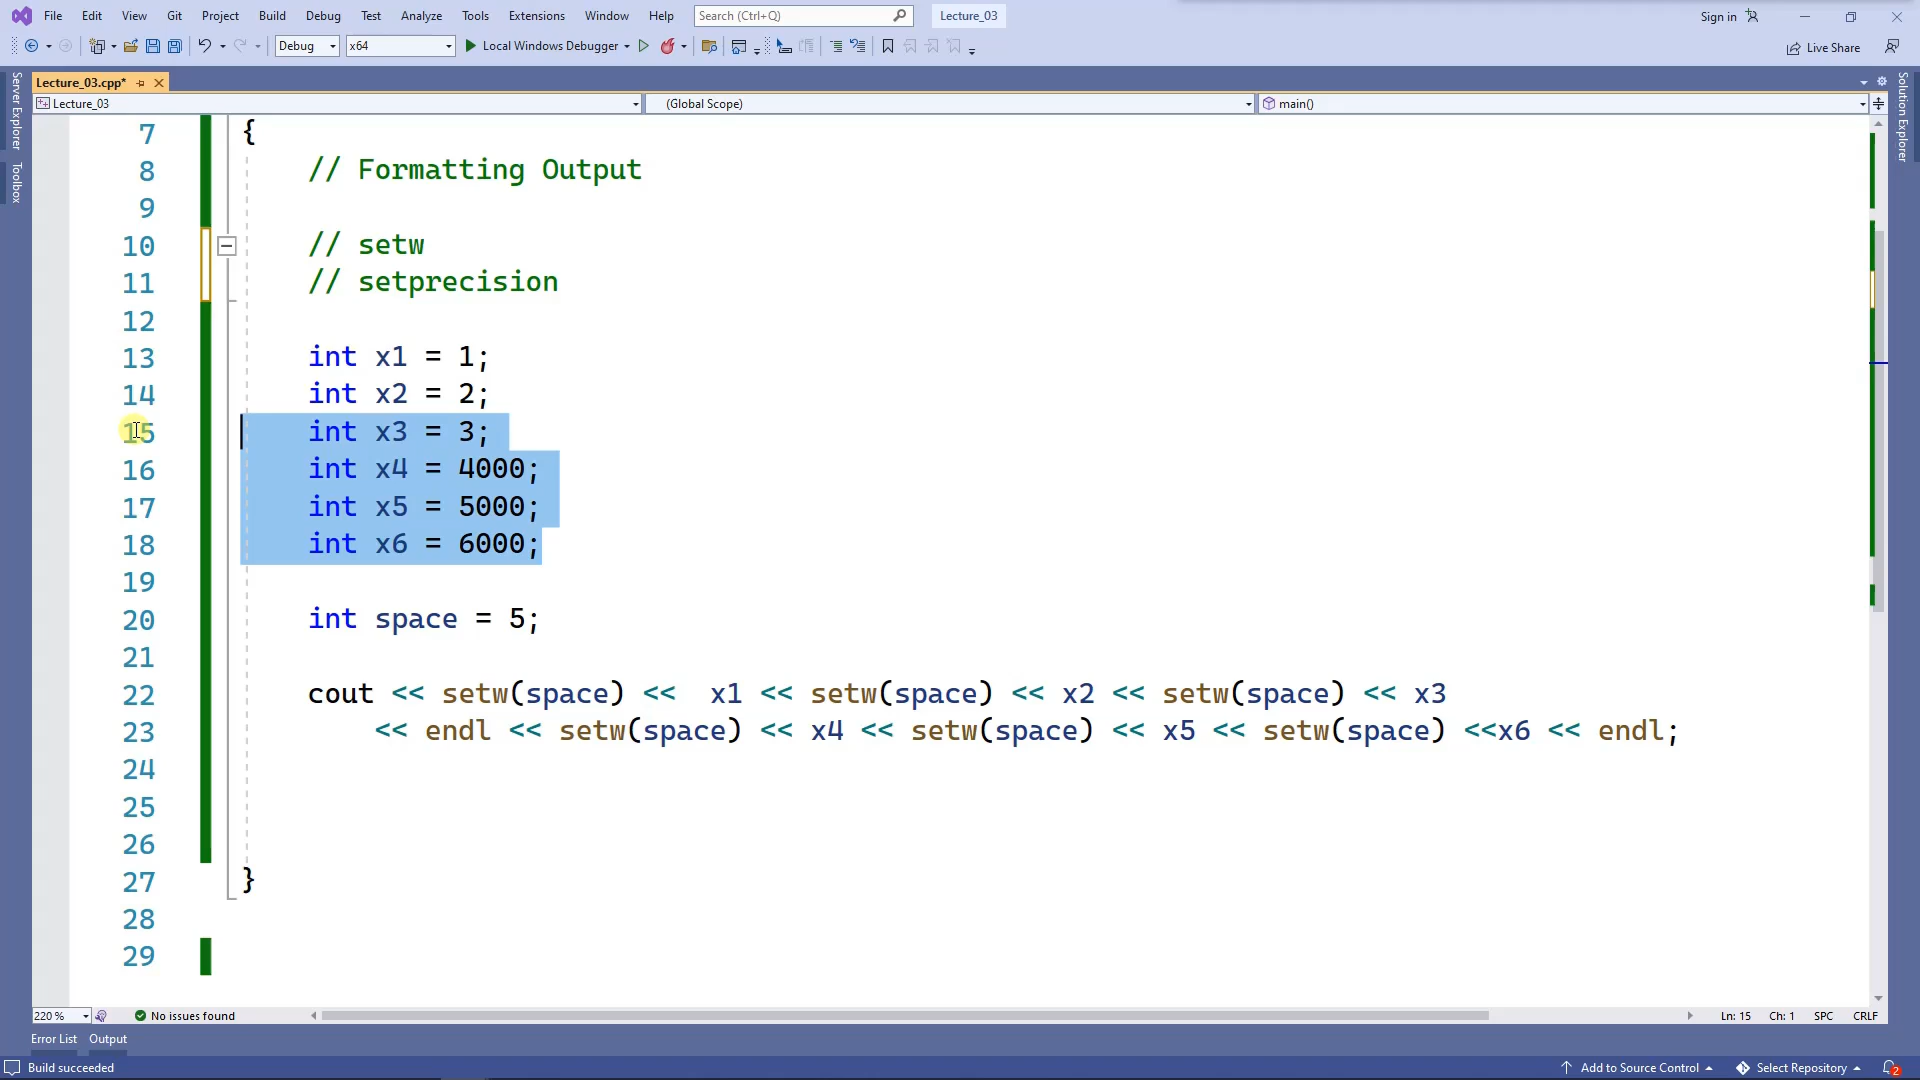 File Edit View Git Project Build Debug Test Analyze Tools Extensions Window Help Search (Ctrl+Q) Lecture_03 Sign in
Debug x64 Local Windows Debugger Live Share
Lecture_03.cpp*
Lecture_03 (Global Scope) main()
Server Explorer
Toolbox
Solution Explorer
7 {
8 // Formatting Output
9
10 // setw
11 // setprecision
12
13 int x1 = 1;
14 int x2 = 2;
15 int x3 = 3;
16 int x4 = 4000;
17 int x5 = 5000;
18 int x6 = 6000;
19
20 int space = 5;
21
22 cout << setw(space) <<  x1 << setw(space) << x2 << setw(space) << x3
23 << endl << setw(space) << x4 << setw(space) << x5 << setw(space) <<x6 << endl;
24
25
26
27 }
28
29
220 % No issues found Ln: 15 Ch: 1 SPC CRLF
Error List Output
Build succeeded Add to Source Control Select Repository 2